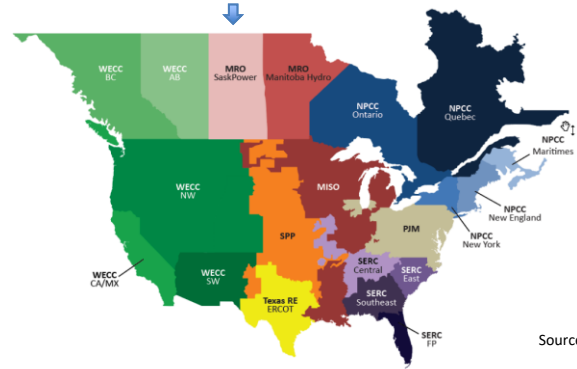 WECC
BC
WECC
AB
MRO
SaskPower
MRO
Manitoba Hydro
NPCC
Ontario
NPCC
Quebec
NPCC
Maritimes
NPCC
New England
NPCC
New York
WECC
NW
MISO
SPP
PJM
WECC
CA/MX
WECC
SW
Texas RE
ERCOT
SERC
Central
SERC
East
SERC
Southeast
SERC
FP
Source